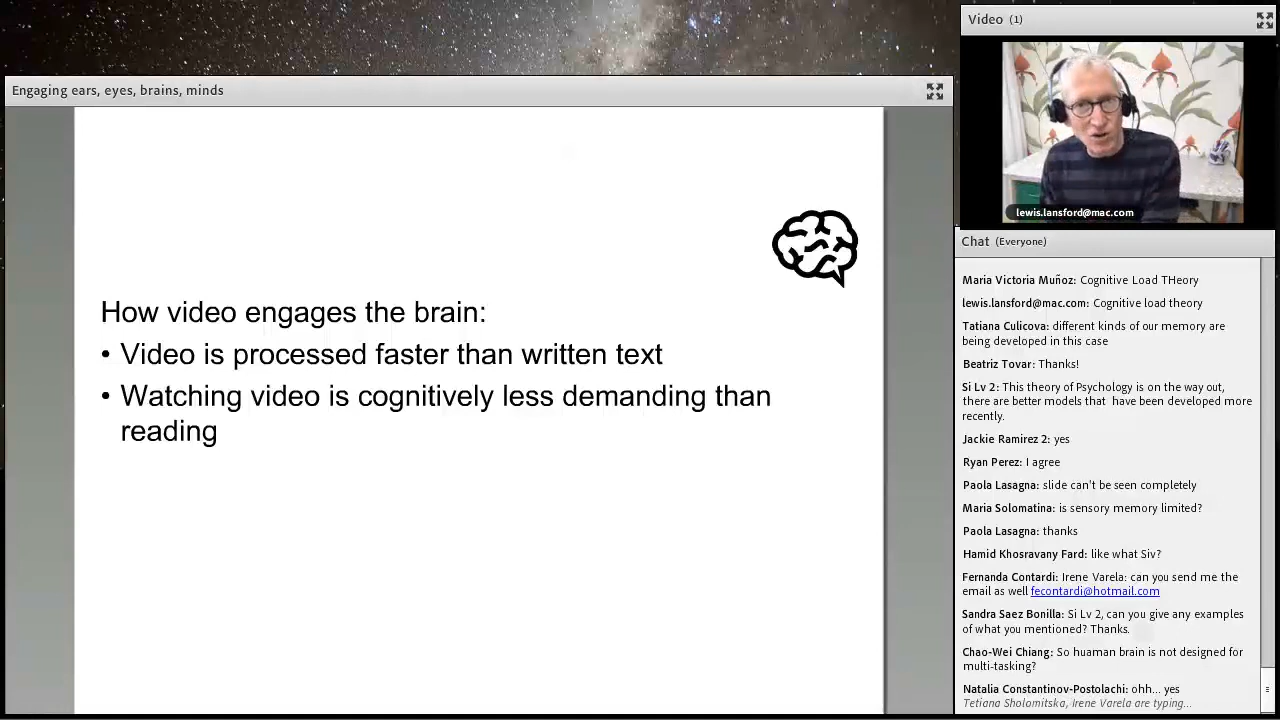 Engaging ears, eyes, brains, minds
How video engages the brain:
• Video is processed faster than written text
• Watching video is cognitively less demanding than
reading
Video (1)
lewis.lansford@mac.com
Chat (Everyone)
Maria Victoria Muñoz: Cognitive Load THeory
lewis.lansford@mac.com: Cognitive load theory
Tatiana Culicova: different kinds of our memory are
being developed in this case
Beatriz Tovar: Thanks!
Si Lv 2: This theory of Psychology is on the way out,
there are better models that have been developed more
recently.
Jackie Ramirez 2: yes
Ryan Perez: I agree
Paola Lasagna: slide can't be seen completely
Maria Solomatina: is sensory memory limited?
Paola Lasagna: thanks
Hamid Khosravany Fard: like what Siv?
Fernanda Contardi: Irene Varela: can you send me the
email as well fecontardi@hotmail.com
Sandra Saez Bonilla: Si Lv 2, can you give any examples
of what you mentioned? Thanks.
Chao-Wei Chiang: So huaman brain is not designed for
multi-tasking?
Natalia Constantinov-Postolachi: ohh... yes
Tetiana Sholomitska, Irene Varela are typing...